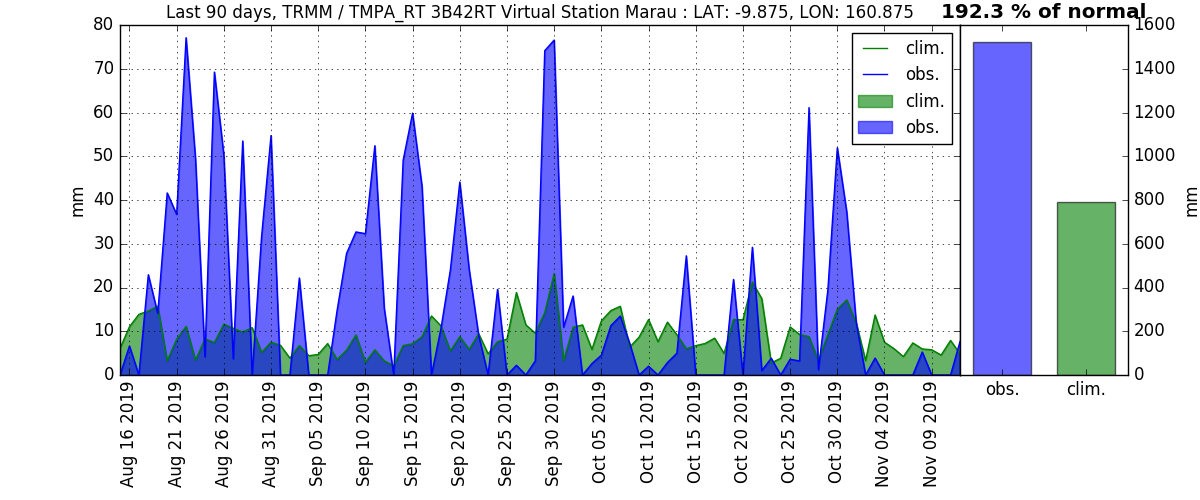 Last 90 days, TRMM / TMPA_RT 3B42RT Virtual Station Marau : LAT: -9.875, LON: 160.875
192.3 % of normal
80
70
60
50
40
30
20
10
0
mm
clim.
obs.
clim.
obs.
Aug 16 2019
Aug 21 2019
Aug 26 2019
Aug 31 2019
Sep 05 2019
Sep 10 2019
Sep 15 2019
Sep 20 2019
Sep 25 2019
Sep 30 2019
Oct 05 2019
Oct 10 2019
Oct 15 2019
Oct 20 2019
Oct 25 2019
Oct 30 2019
Nov 04 2019
Nov 09 2019
1600
1400
1200
1000
800
600
400
200
0
mm
obs.
clim.